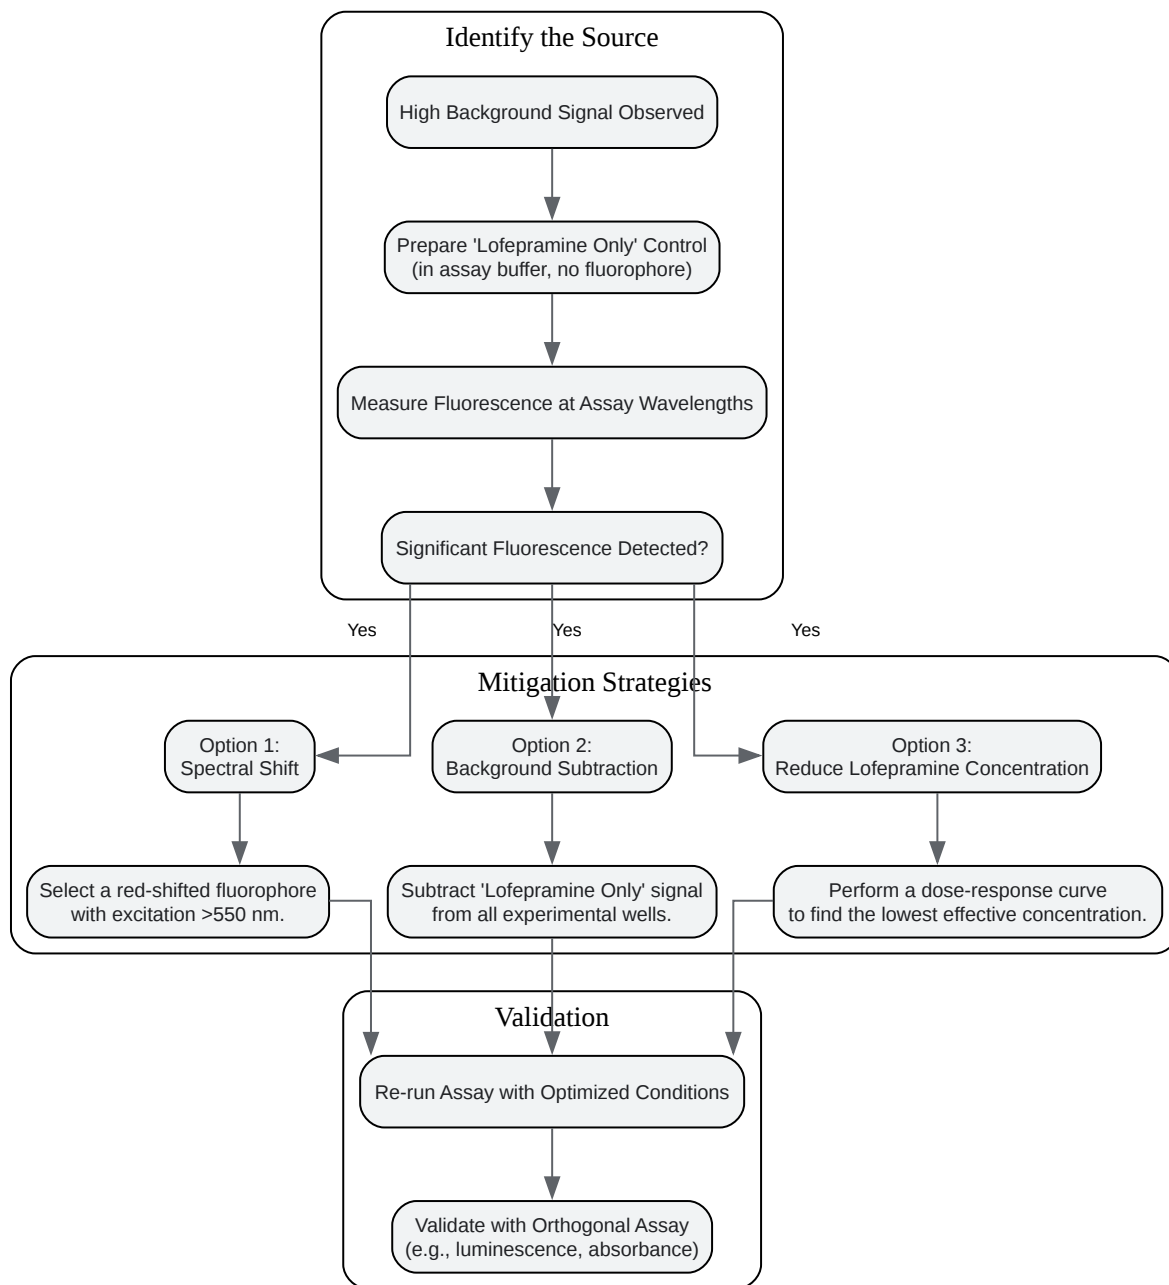 Identify the Source
High Background Signal Observed
Prepare 'Lofepramine Only' Control
(in assay buffer, no fluorophore)
Measure Fluorescence at Assay Wavelengths
Significant Fluorescence Detected?
Yes
Yes
Yes
Mitigation Strategies
Option 1:
Spectral Shift
Option 2:
Background Subtraction
Option 3:
Reduce Lofepramine Concentration
Select a red-shifted fluorophore
with excitation >550 nm.
Subtract 'Lofepramine Only' signal
from all experimental wells.
Perform a dose-response curve
to find the lowest effective concentration.
Validation
Re-run Assay with Optimized Conditions
Validate with Orthogonal Assay
(e.g., luminescence, absorbance)